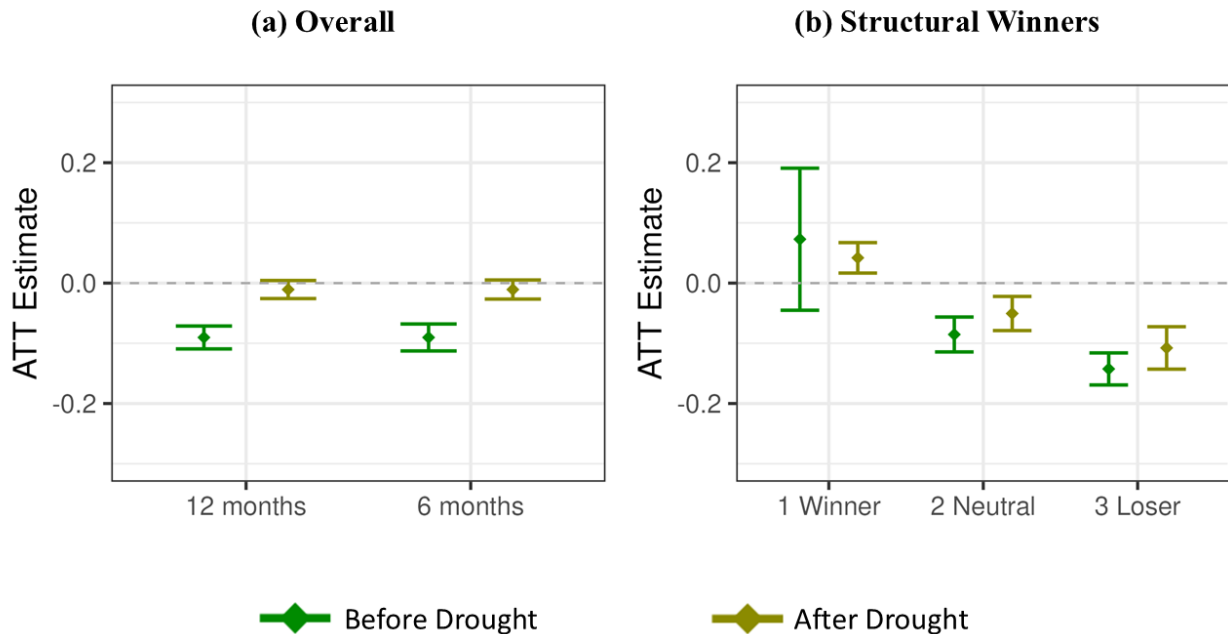 (a) Overall
(b) Structural Winners
ATT Estimate
0.2
0.0
-0.2
12 months
6 months
ATT Estimate
0.2
0.0
-0.2
1 Winner
2 Neutral
3 Loser
Before Drought
After Drought